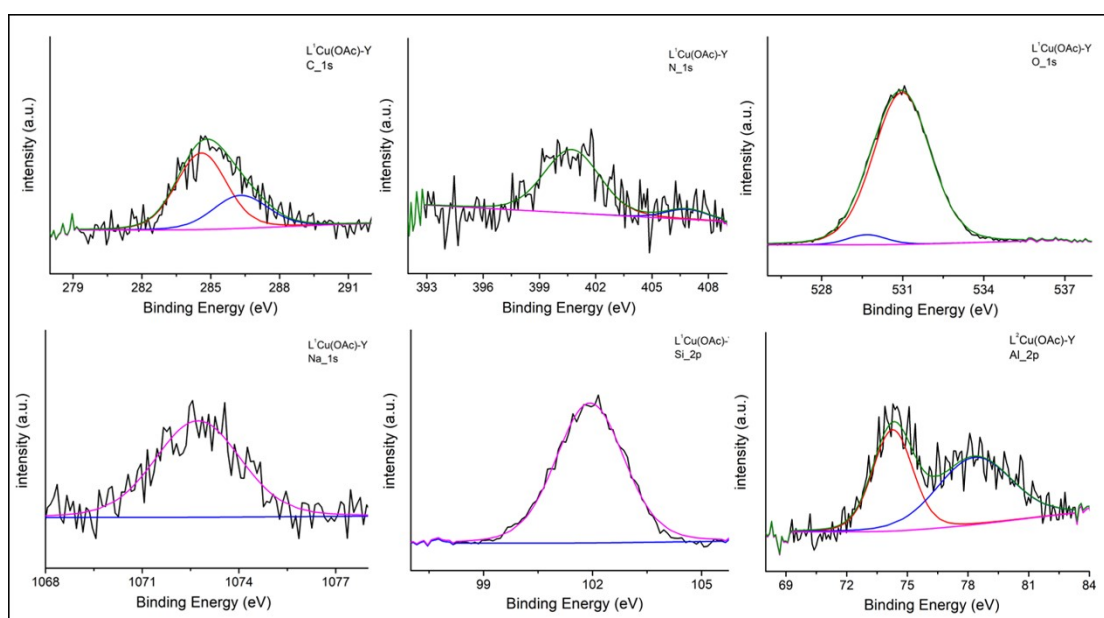 L¹Cu(OAc)-Y
C_1s
intensity (a.u.)
279 282 285 288 291
Binding Energy (eV)
L¹Cu(OAc)-Y
N_1s
intensity (a.u.)
393 396 399 402 405 408
Binding Energy (eV)
L¹Cu(OAc)-Y
O_1s
intensity (a.u.)
528 531 534 537
Binding Energy (eV)
L¹Cu(OAc)-Y
Na_1s
intensity (a.u.)
1068 1071 1074 1077
Binding Energy (eV)
L¹Cu(OAc)-
Si_2p
intensity (a.u.)
99 102 105
Binding Energy (eV)
L²Cu(OAc)-Y
Al_2p
intensity (a.u.)
69 72 75 78 81 84
Binding Energy (eV)